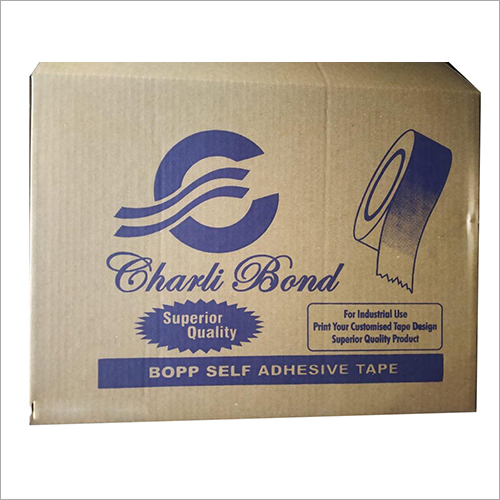 Charli Bond
Superior
Quality
For Industrial Use
Print Your Customised Tape Design
Superior Quality Product
BOPP SELF ADHESIVE TAPE